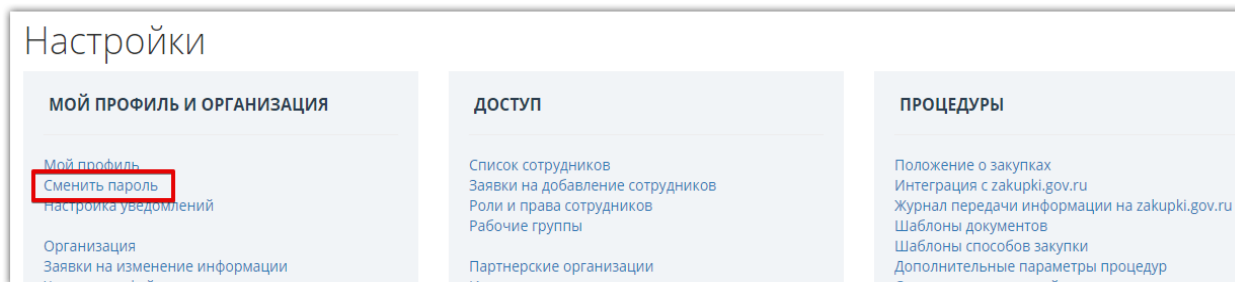 Настройки
МОЙ ПРОФИЛЬ И ОРГАНИЗАЦИЯ
Мой профиль
Сменить пароль
Настройка уведомлений
Организация
Заявки на изменение информации
ДОСТУП
Список сотрудников
Заявки на добавление сотрудников
Роли и права сотрудников
Рабочие группы
Партнерские организации
ПРОЦЕДУРЫ
Положение о закупках
Интеграция с zakupki.gov.ru
Журнал передачи информации на zakupki.gov.ru
Шаблоны документов
Шаблоны способов закупки
Дополнительные параметры процедур